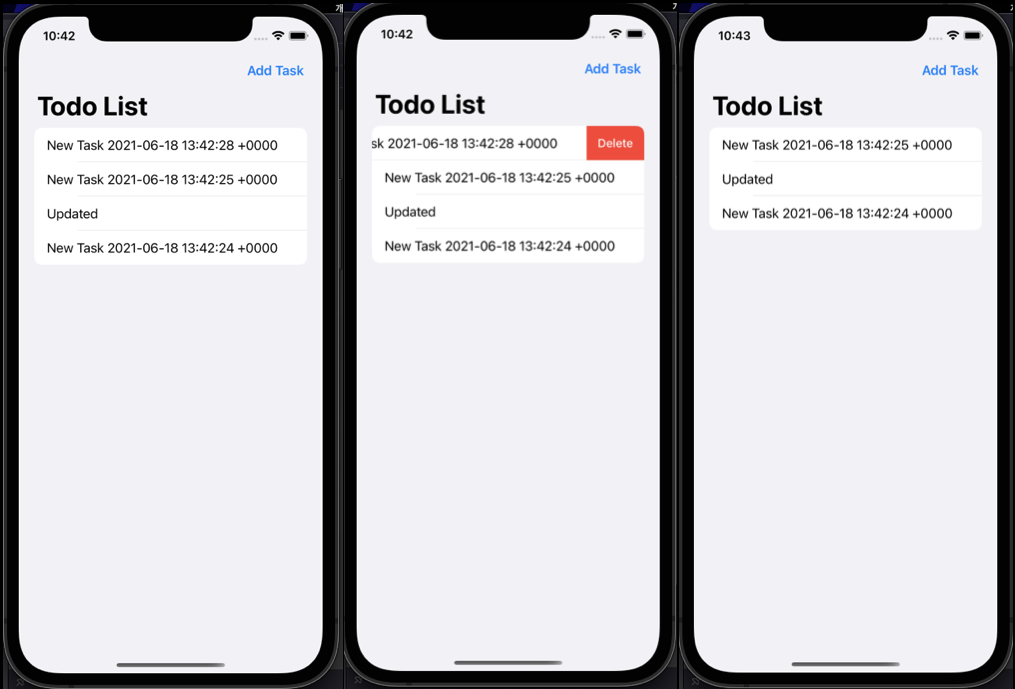 10:42
Add Task
Todo List
New Task 2021-06-18 13:42:28 +0000
New Task 2021-06-18 13:42:25 +0000
Updated
New Task 2021-06-18 13:42:24 +0000
10:42
Add Task
Todo List
sk 2021-06-18 13:42:28 +0000 Delete
New Task 2021-06-18 13:42:25 +0000
Updated
New Task 2021-06-18 13:42:24 +0000
10:43
Add Task
Todo List
New Task 2021-06-18 13:42:25 +0000
Updated
New Task 2021-06-18 13:42:24 +0000